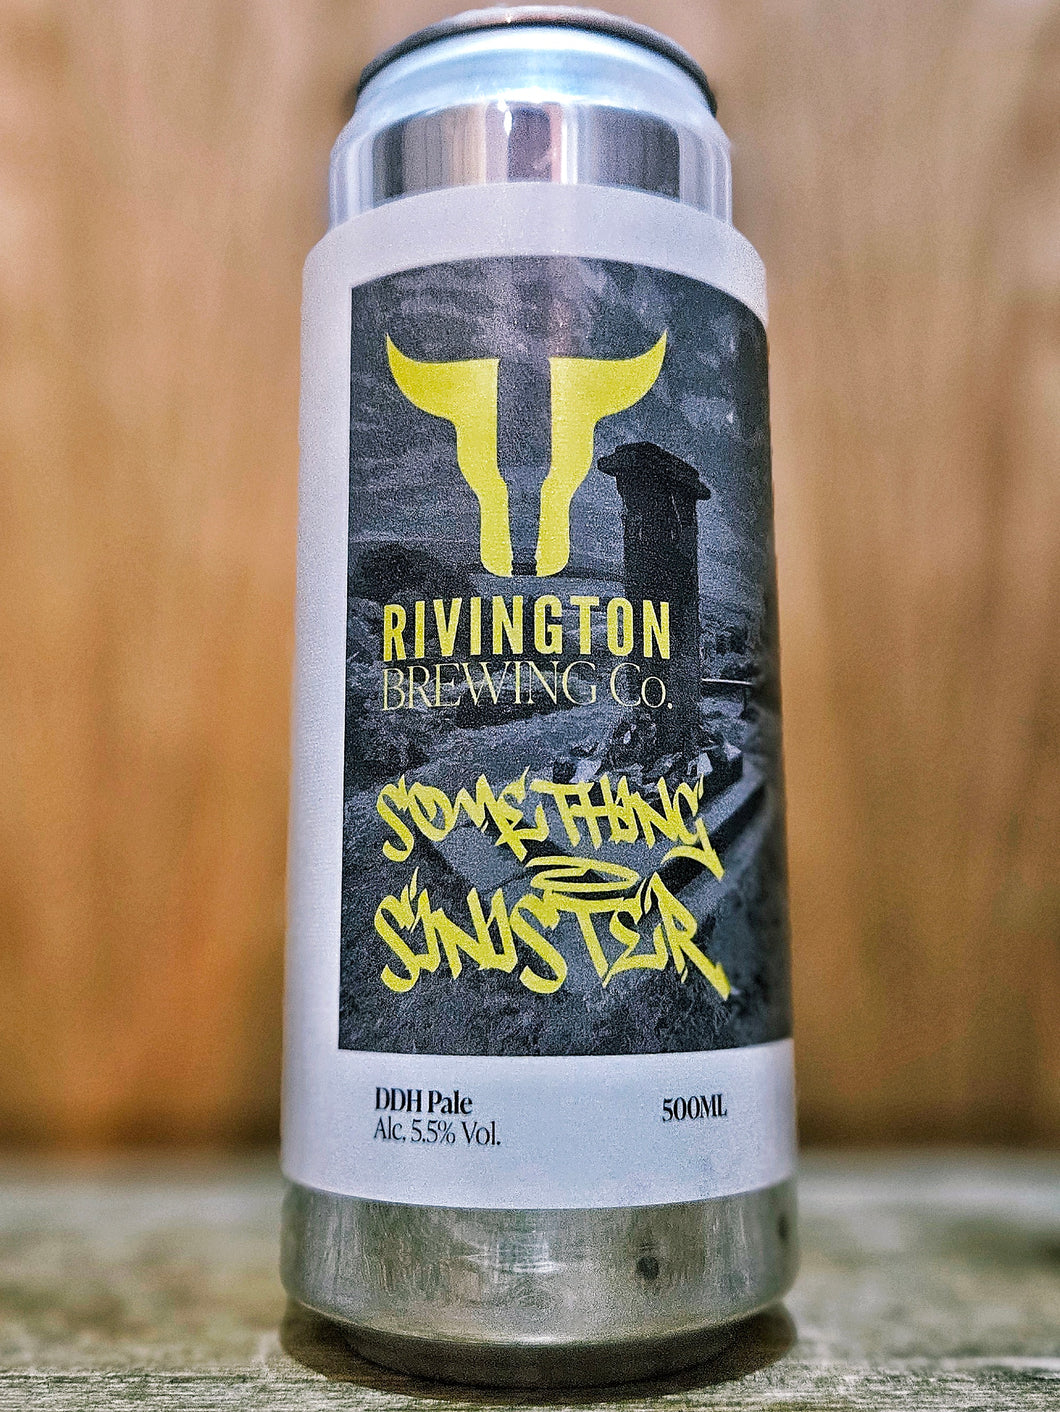 RIVINGTON
BREWING Co.
SOMETHING
SINISTER
DDH Pale
Alc. 5.5% Vol.
500ML